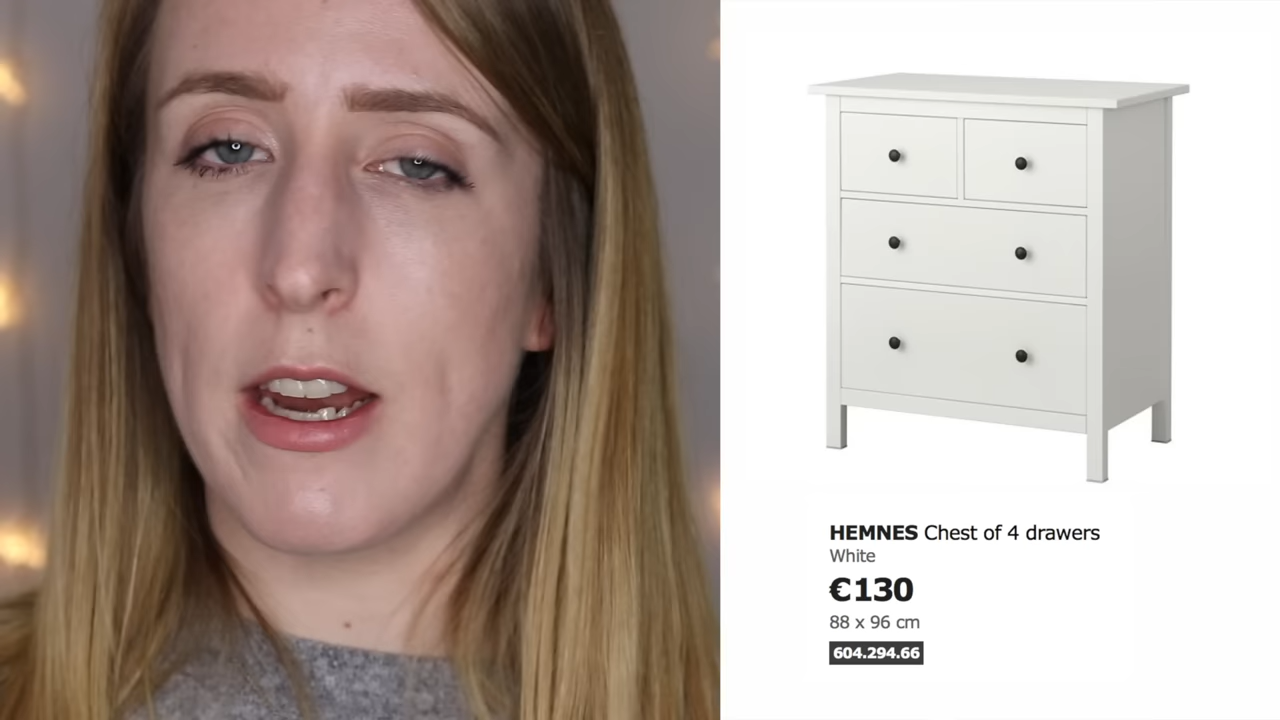 HEMNES Chest of 4 drawers
White
€130
88 x 96 cm
604.294.66